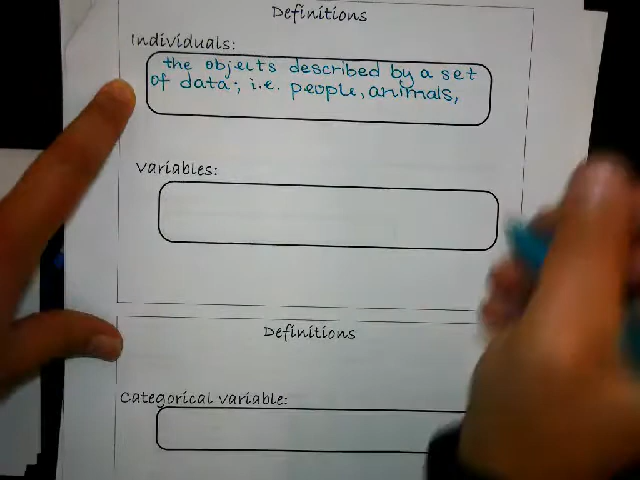 Definitions
Individuals:
the objects described by a set
of data; i.e. people, animals,
Variables:
Definitions
Categorical variable: